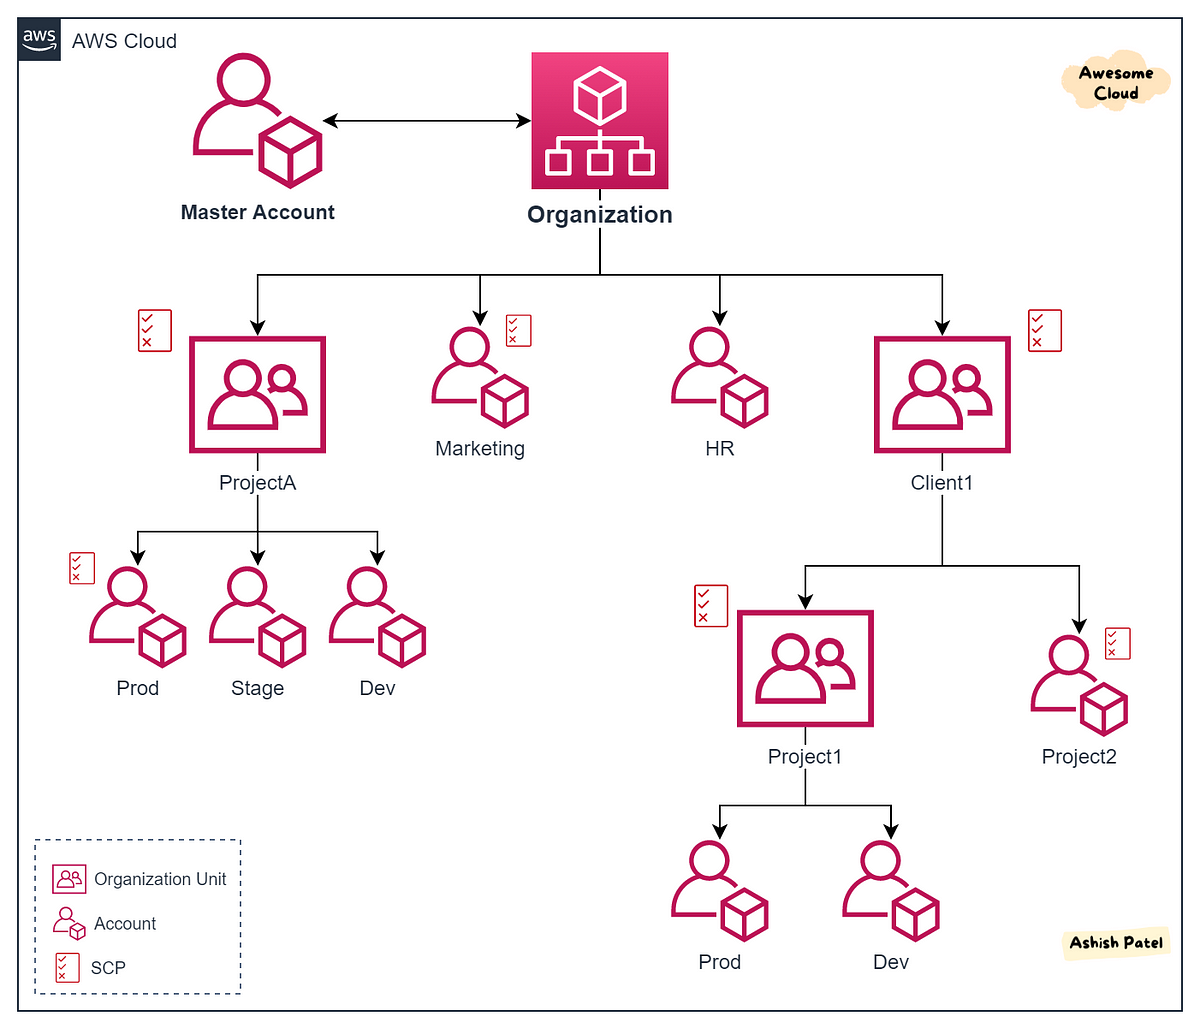 aws
AWS Cloud
Awesome
Cloud
Master Account
Organization
ProjectA
Marketing
HR
Client1
Prod
Stage
Dev
Project1
Project2
Prod
Dev
Organization Unit
Account
SCP
Ashish Patel